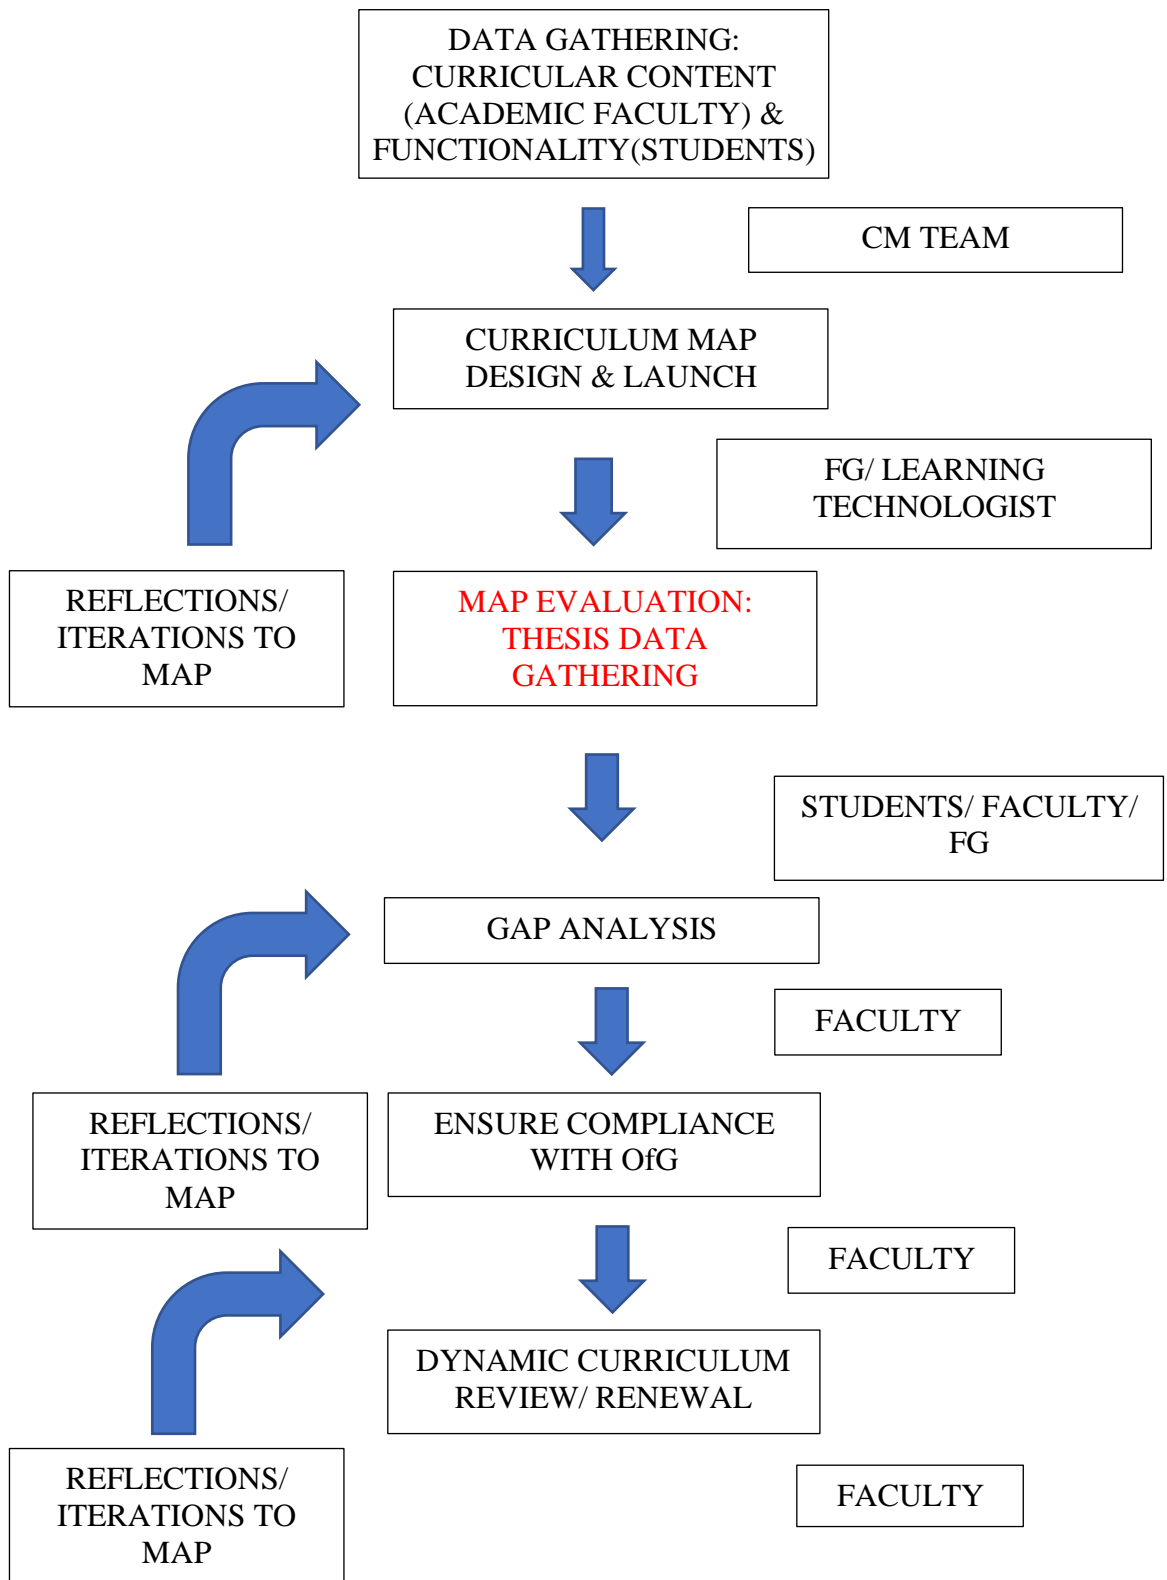 DATA GATHERING:
CURRICULAR CONTENT
(ACADEMIC FACULTY) &
FUNCTIONALITY(STUDENTS)
CM TEAM
CURRICULUM MAP
DESIGN & LAUNCH
FG/ LEARNING
TECHNOLOGIST
REFLECTIONS/
ITERATIONS TO
MAP
MAP EVALUATION:
THESIS DATA
GATHERING
STUDENTS/ FACULTY/
FG
GAP ANALYSIS
FACULTY
REFLECTIONS/
ITERATIONS TO
MAP
ENSURE COMPLIANCE
WITH OfG
FACULTY
DYNAMIC CURRICULUM
REVIEW/ RENEWAL
REFLECTIONS/
ITERATIONS TO
MAP
FACULTY